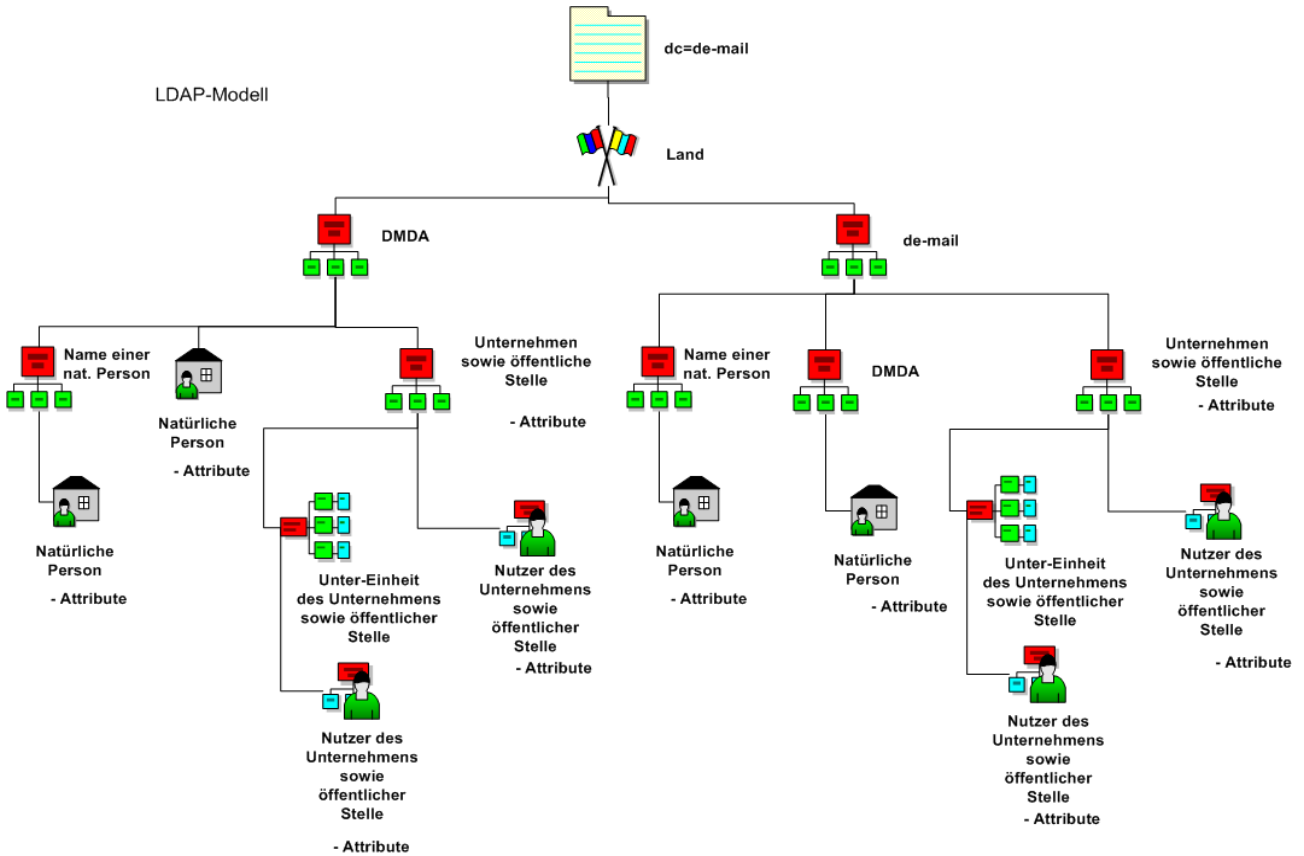 dc=de-mail
LDAP-Modell
Land
DMDA
de-mail
Name einer
nat. Person
Natürliche
Person
- Attribute
Unternehmen
sowie öffentliche
Stelle
- Attribute
Name einer
nat. Person
DMDA
Unternehmen
sowie öffentliche
Stelle
- Attribute
Natürliche
Person
- Attribute
Unter-Einheit
des Unternehmens
sowie öffentlicher
Stelle
Nutzer des
Unternehmens
sowie
öffentlicher
Stelle
- Attribute
Natürliche
Person
- Attribute
Natürliche
Person
- Attribute
Unter-Einheit
des Unternehmens
sowie öffentlicher
Stelle
Nutzer des
Unternehmens
sowie
öffentlicher
Stelle
- Attribute
Nutzer des
Unternehmens
sowie
öffentlicher
Stelle
- Attribute
Nutzer des
Unternehmens
sowie
öffentlicher
Stelle
- Attribute